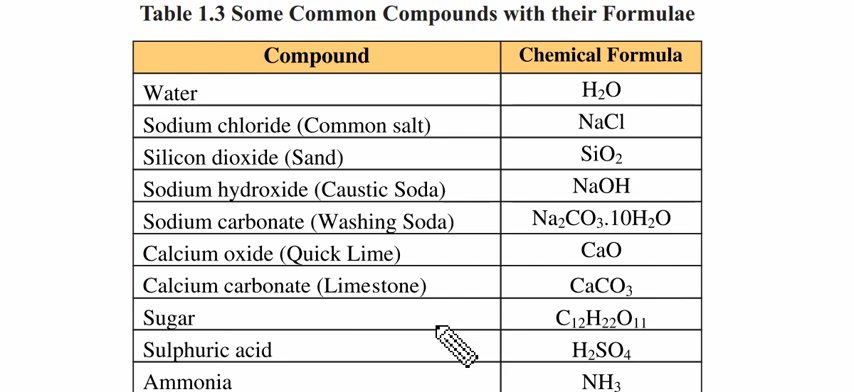 Table 1.3 Some Common Compounds with their Formulae
Compound Chemical Formula
Water H₂O
Sodium chloride (Common salt) NaCl
Silicon dioxide (Sand) SiO₂
Sodium hydroxide (Caustic Soda) NaOH
Sodium carbonate (Washing Soda) Na₂CO₃.10H₂O
Calcium oxide (Quick Lime) CaO
Calcium carbonate (Limestone) CaCO₃
Sugar C₁₂H₂₂O₁₁
Sulphuric acid H₂SO₄
Ammonia NH₃